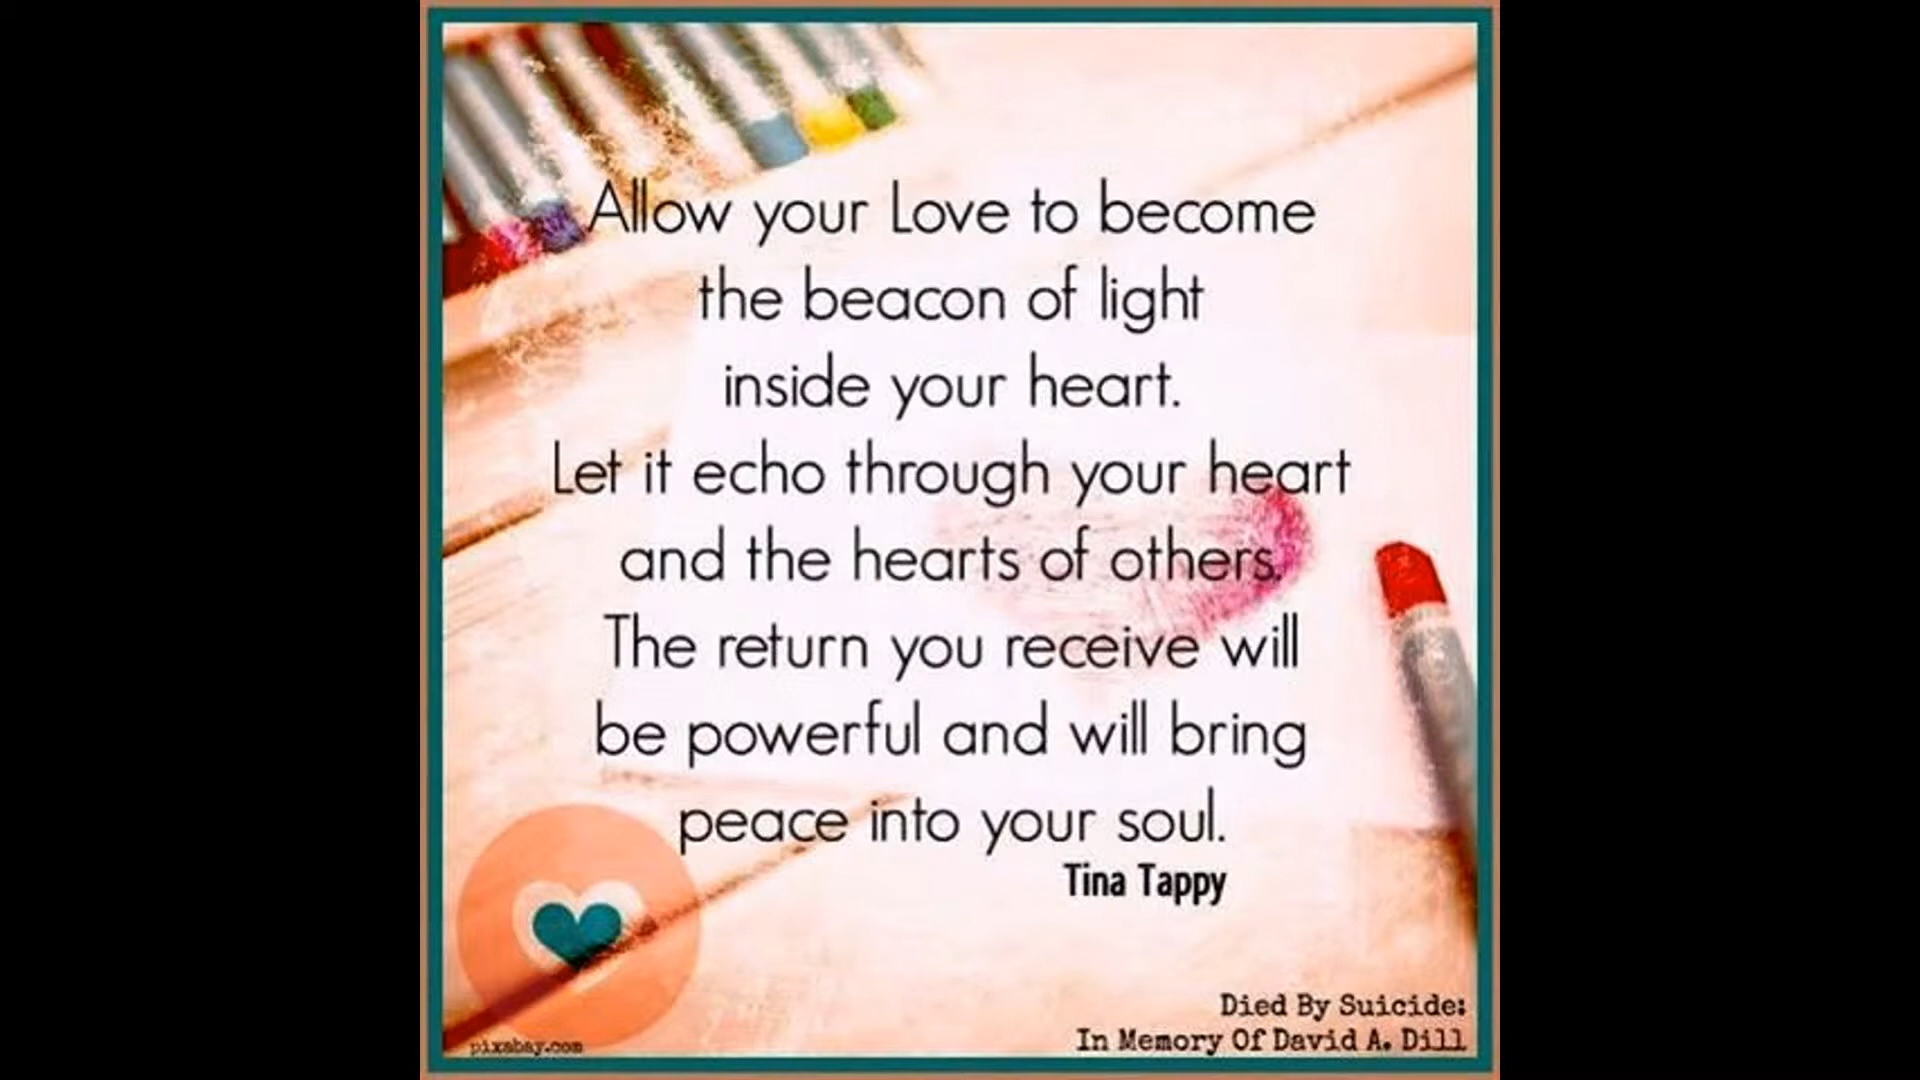 Allow your Love to become
the beacon of light
inside your heart.
Let it echo through your heart
and the hearts of others.
The return you receive will
be powerful and will bring
peace into your soul.
Tina Tappy
Died By Suicide:
In Memory Of David A. Dill
pixabay.com